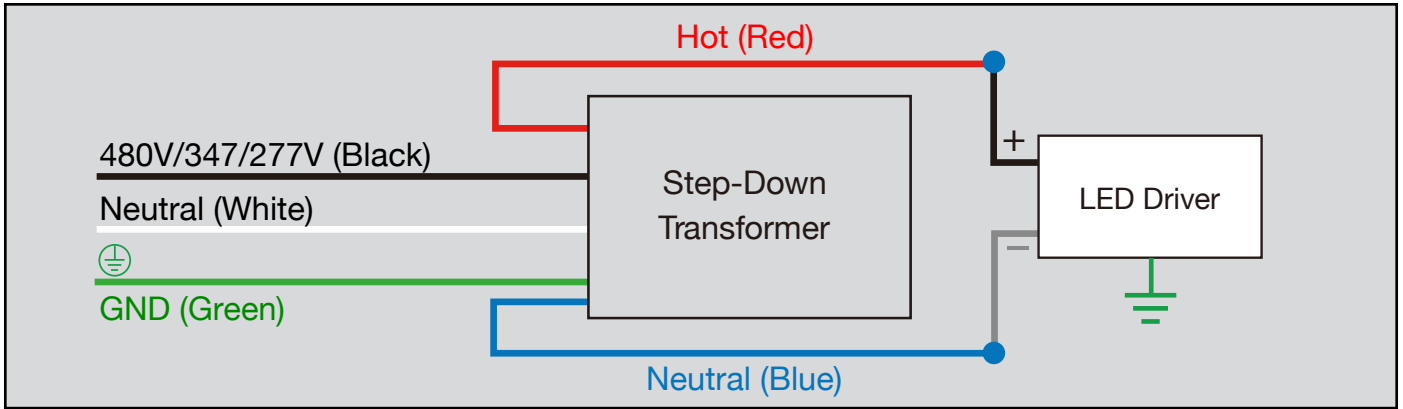 Hot (Red)
480V/347/277V (Black)
Neutral (White)
GND (Green)
Step-Down
Transformer
+
LED Driver
−
Neutral (Blue)